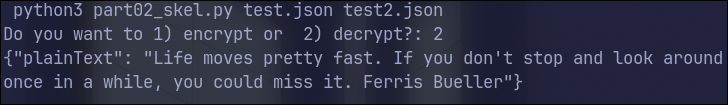 python3 part02_skel.py test.json test2.json
Do you want to 1) encrypt or  2) decrypt?: 2
{"plainText": "Life moves pretty fast. If you don't stop and look around
once in a while, you could miss it. Ferris Bueller"}